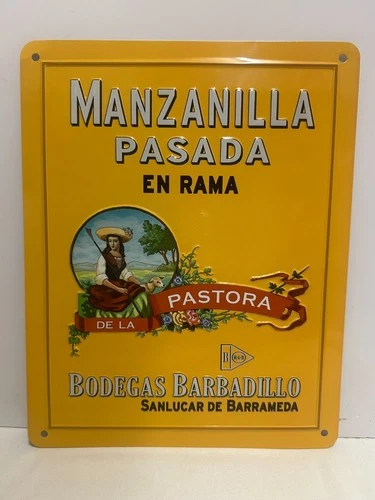 MANZANILLA
PASADA
EN RAMA
DE LA PASTORA
B
BODEGAS BARBADILLO
SANLUCAR DE BARRAMEDA